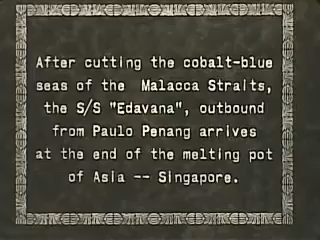 After cutting the cobalt-blue
seas of the Malacca Straits,
the S/S "Edavana", outbound
from Paulo Penang arrives
at the end of the melting pot
of Asia -- Singapore.